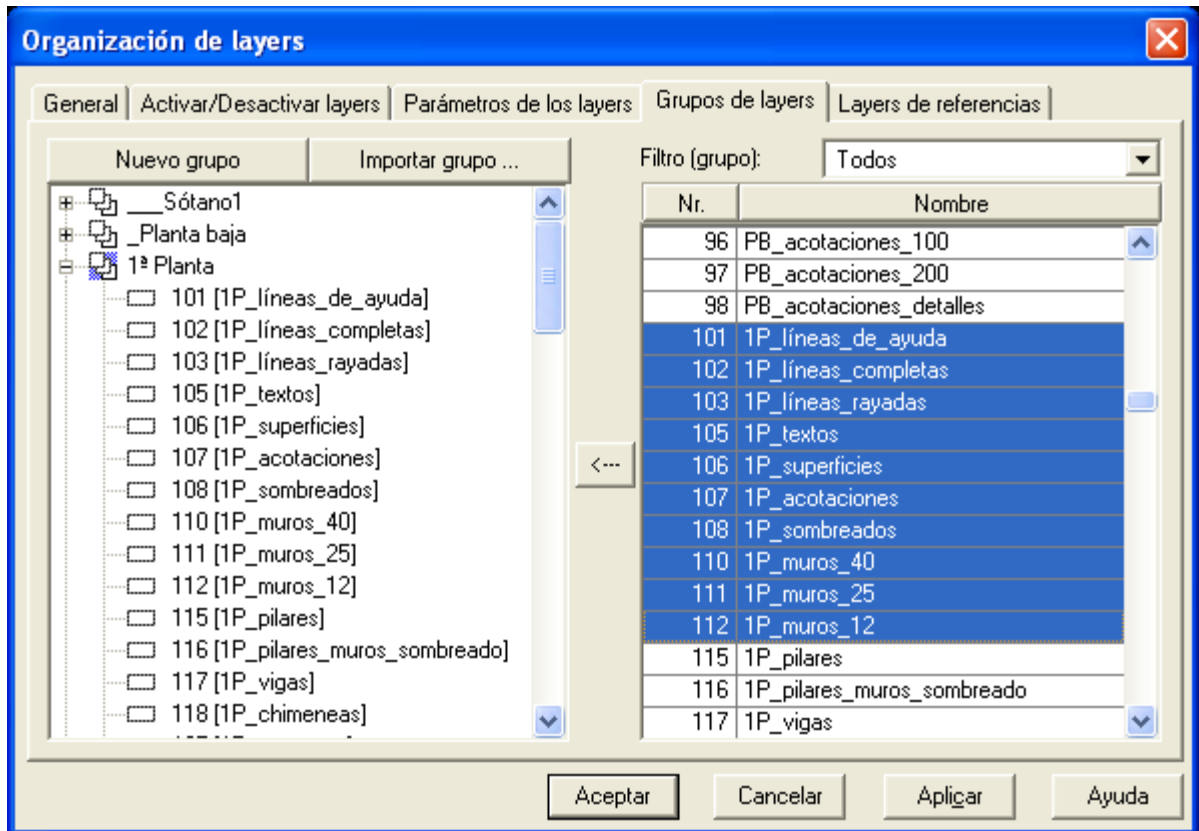 Organización de layers
General Activar/Desactivar layers Parámetros de los layers Grupos de layers Layers de referencias
Nuevo grupo Importar grupo ...
___Sótano1
_Planta baja
1ª Planta
101 [1P_líneas_de_ayuda]
102 [1P_líneas_completas]
103 [1P_líneas_rayadas]
105 [1P_textos]
106 [1P_superficies]
107 [1P_acotaciones]
108 [1P_sombreados]
110 [1P_muros_40]
111 [1P_muros_25]
112 [1P_muros_12]
115 [1P_pilares]
116 [1P_pilares_muros_sombreado]
117 [1P_vigas]
118 [1P_chimeneas]
<---
Filtro (grupo): Todos
Nr. Nombre
96 PB_acotaciones_100
97 PB_acotaciones_200
98 PB_acotaciones_detalles
101 1P_líneas_de_ayuda
102 1P_líneas_completas
103 1P_líneas_rayadas
105 1P_textos
106 1P_superficies
107 1P_acotaciones
108 1P_sombreados
110 1P_muros_40
111 1P_muros_25
112 1P_muros_12
115 1P_pilares
116 1P_pilares_muros_sombreado
117 1P_vigas
Aceptar Cancelar Aplicar Ayuda